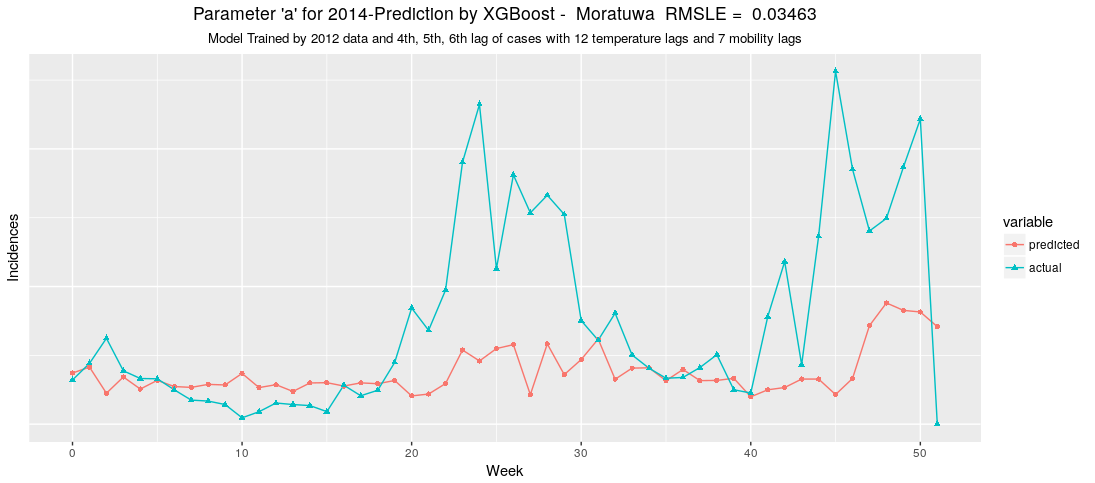 Parameter 'a' for 2014-Prediction by XGBoost - Moratuwa RMSLE = 0.03463
Model Trained by 2012 data and 4th, 5th, 6th lag of cases with 12 temperature lags and 7 mobility lags
Incidences
variable
predicted
actual
0 10 20 30 40 50
Week